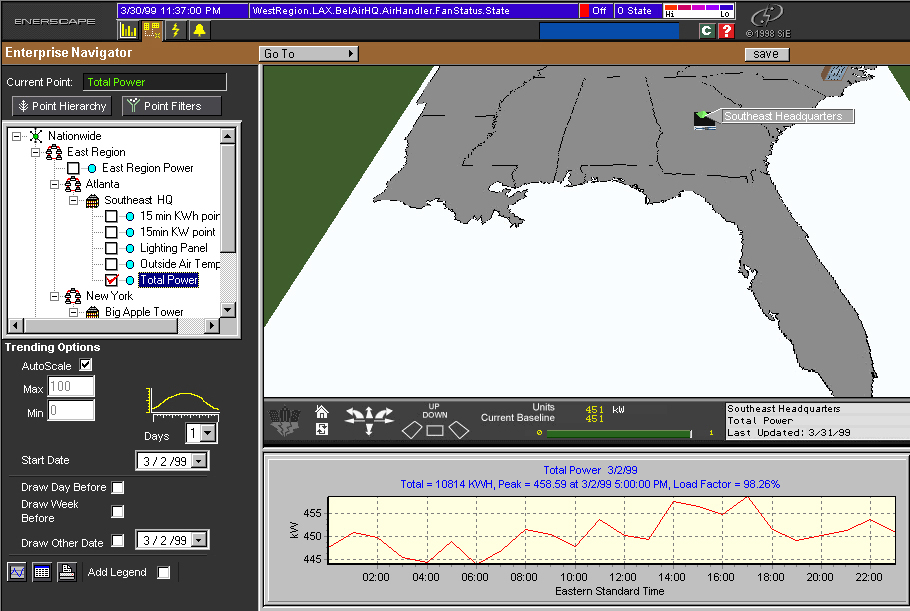 ENERSCAPE
3/30/99 11:37:00 PM
WestRegion.LAX.BelAirHQ.AirHandler.FanStatus.State
Off
0 State
Hi
Lo
C
?
©1998 SiE
Enterprise Navigator
Go To
save
Current Point:
Total Power
Point Hierarchy
Point Filters
Nationwide
East Region
East Region Power
Atlanta
Southeast HQ
15 min KWh poin
15min KW point
Lighting Panel
Outside Air Temp
Total Power
New York
Big Apple Tower
Southeast Headquarters
Trending Options
AutoScale
Max
100
Min
0
Days
1
Start Date
3 / 2 /99
Draw Day Before
Draw Week
Before
Draw Other Date
3 / 2 /99
Add Legend
UP
DOWN
Units
451 kW
Current Baseline
451
0
1
Southeast Headquarters
Total Power
Last Updated: 3/31/99
Total Power 3/2/99
Total = 10814 KWH, Peak = 458.59 at 3/2/99 5:00:00 PM, Load Factor = 98.26%
kW
455
450
445
02:00
04:00
06:00
08:00
10:00
12:00
14:00
16:00
18:00
20:00
22:00
Eastern Standard Time